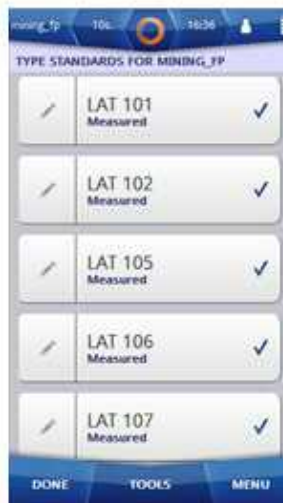 mining_fp 10s. 16:36
TYPE STANDARDS FOR MINING_FP
LAT 101
Measured
LAT 102
Measured
LAT 105
Measured
LAT 106
Measured
LAT 107
Measured
DONE TOOLS MENU